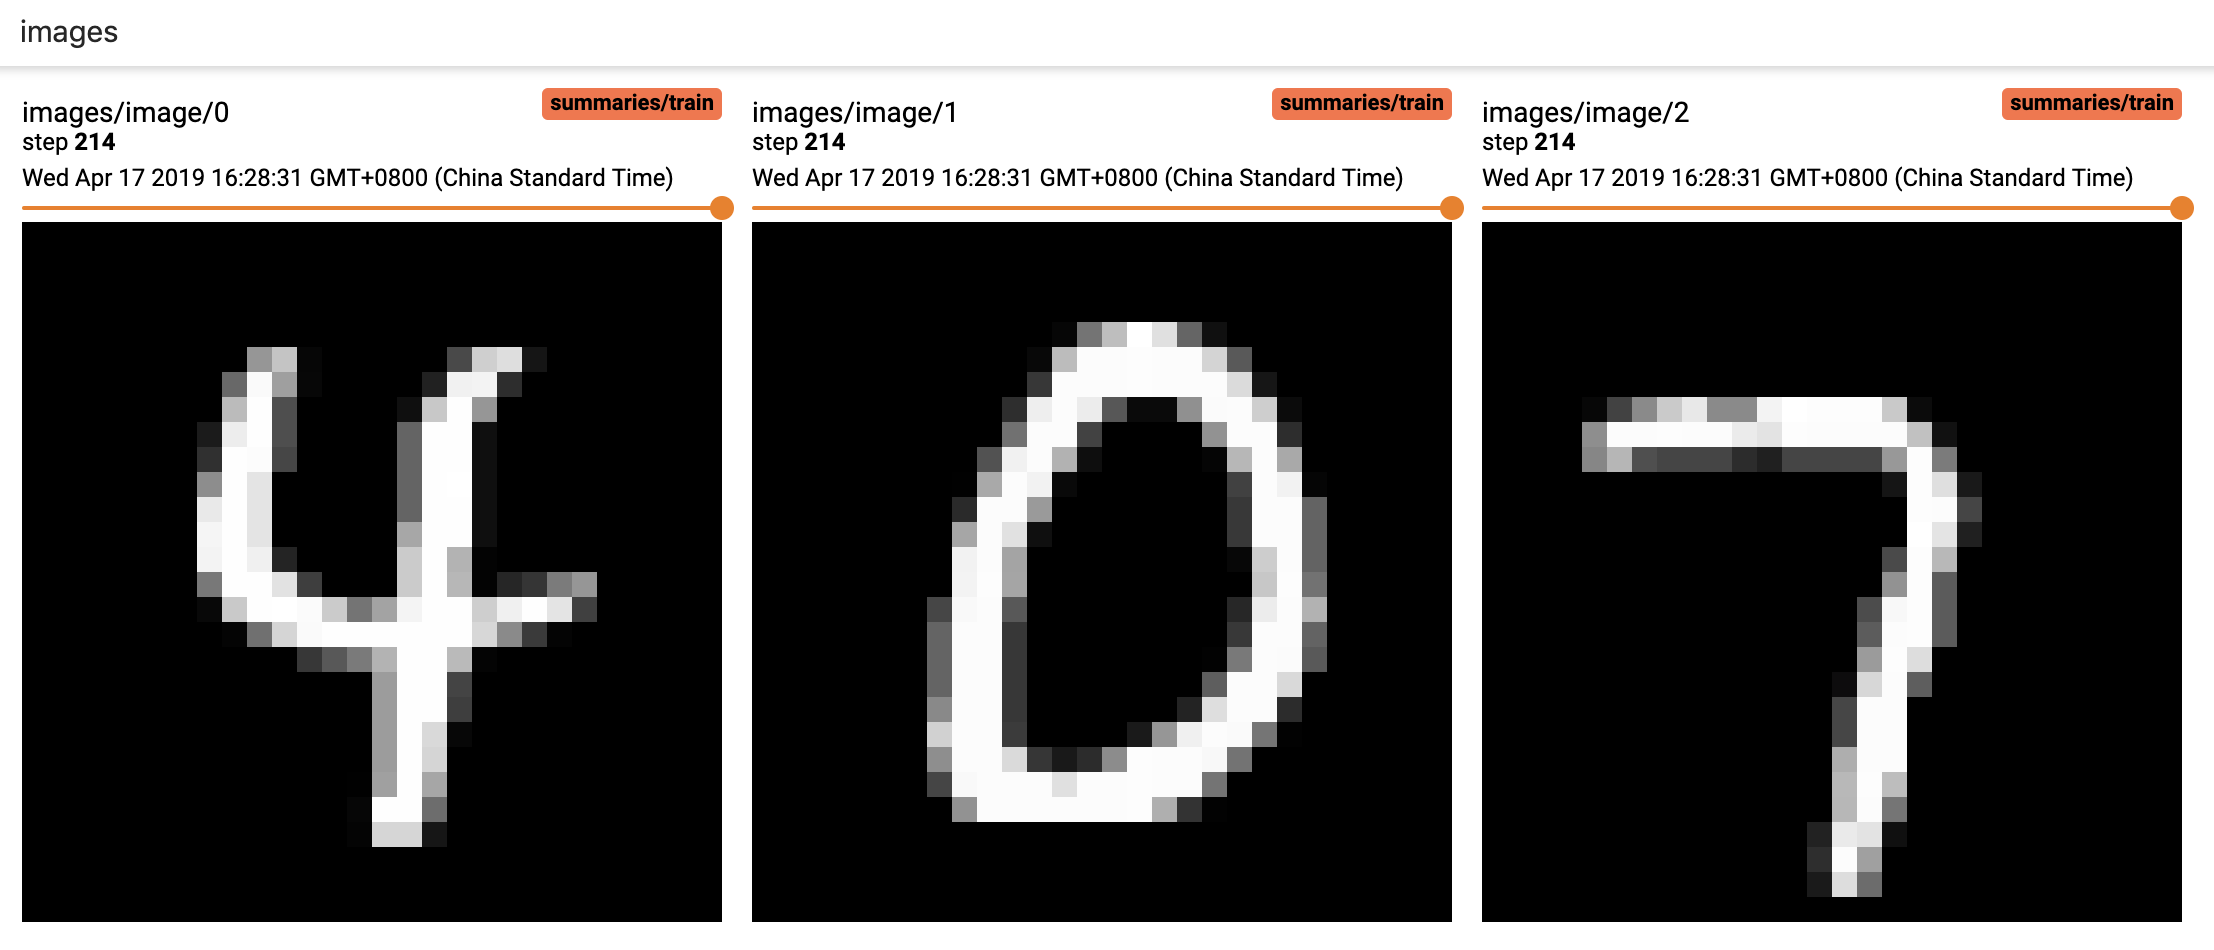 images
images/image/0 summaries/train
step 214
Wed Apr 17 2019 16:28:31 GMT+0800 (China Standard Time)
4
images/image/1 summaries/train
step 214
Wed Apr 17 2019 16:28:31 GMT+0800 (China Standard Time)
0
images/image/2 summaries/train
step 214
Wed Apr 17 2019 16:28:31 GMT+0800 (China Standard Time)
7